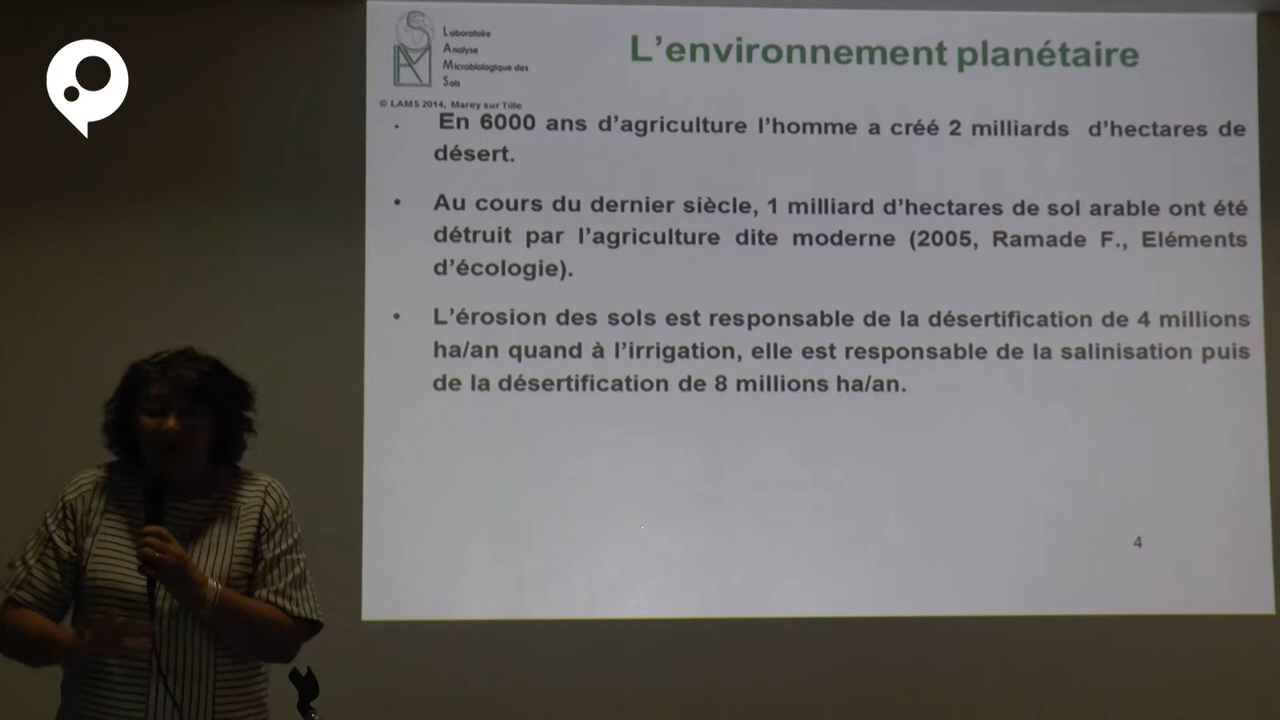 Laboratoire
Analyse
Microbiologique des
Sols
L'environnement planétaire
© LAMS 2014, Marey sur Tille
. En 6000 ans d'agriculture l'homme a créé 2 milliards d'hectares de
désert.
• Au cours du dernier siècle, 1 milliard d'hectares de sol arable ont été
détruit par l'agriculture dite moderne (2005, Ramade F., Eléments
d'écologie).
• L'érosion des sols est responsable de la désertification de 4 millions
ha/an quand à l'irrigation, elle est responsable de la salinisation puis
de la désertification de 8 millions ha/an.
4